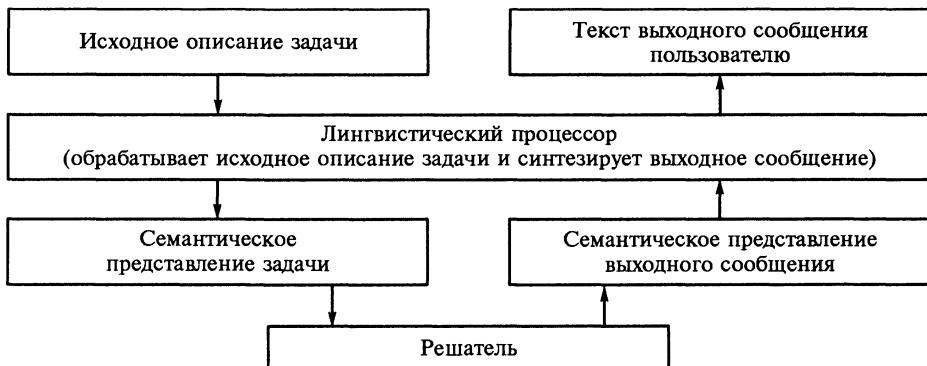 Исходное описание задачи
Текст выходного сообщения
пользователю
Лингвистический процессор
(обрабатывает исходное описание задачи и синтезирует выходное сообщение)
Семантическое
представление задачи
Семантическое представление
выходного сообщения
Решатель